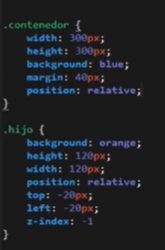 .contenedor {
width: 300px;
height: 300px;
background: blue;
margin: 40px;
position: relative;
}
.hijo {
background: orange;
height: 120px;
width: 120px;
position: relative;
top: -20px;
left: -20px;
z-index: -1
}